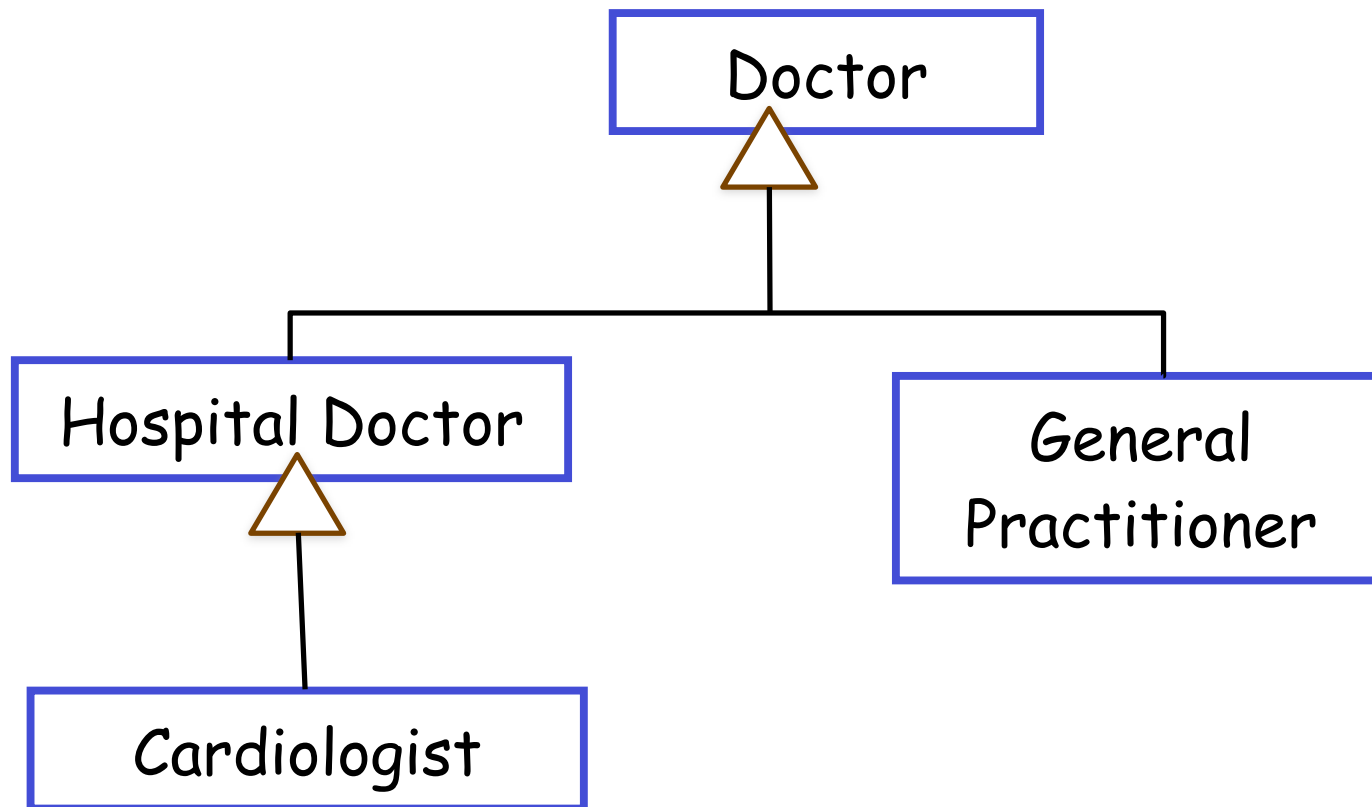 Doctor
Hospital Doctor
General
Practitioner
Cardiologist